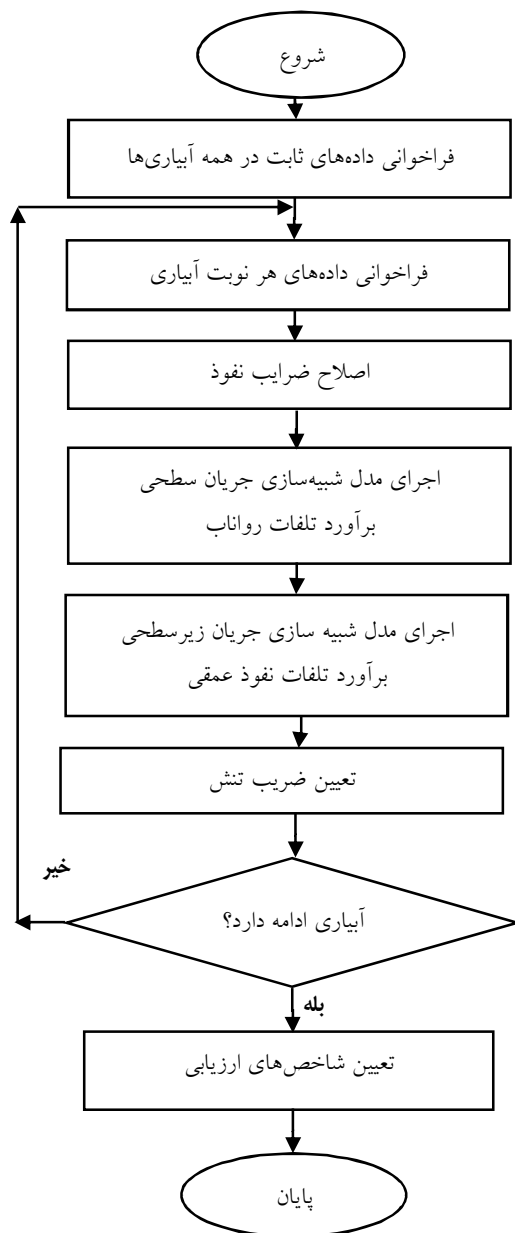 شروع
فراخوانی داده‌های ثابت در همه آبیاری‌ها
فراخوانی داده‌های هر نوبت آبیاری
اصلاح ضرایب نفوذ
اجرای مدل شبیه‌سازی جریان سطحی
برآورد تلفات رواناب
اجرای مدل شبیه سازی جریان زیرسطحی
برآورد تلفات نفوذ عمقی
تعیین ضریب تنش
خیر
آبیاری ادامه دارد؟
بله
تعیین شاخص‌های ارزیابی
پایان